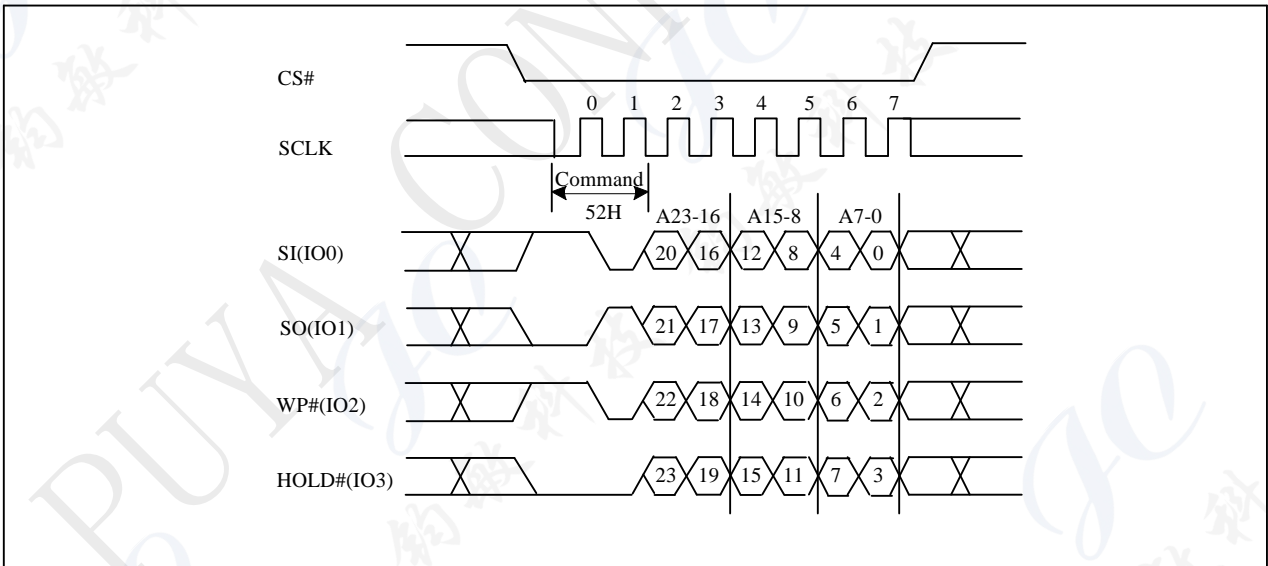 CS#
0 1 2 3 4 5 6 7
SCLK
Command
52H
A23-16 A15-8 A7-0
SI(IO0) 20 16 12 8 4 0
SO(IO1) 21 17 13 9 5 1
WP#(IO2) 22 18 14 10 6 2
HOLD#(IO3) 23 19 15 11 7 3
PUYA CON